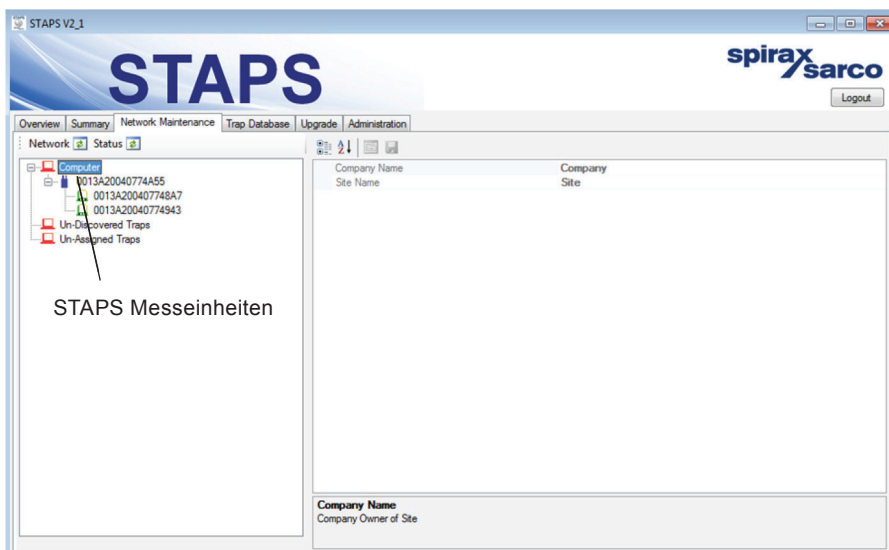 STAPS V2_1
STAPS
spirax
sarco
Logout
Overview Summary Network Maintenance Trap Database Upgrade Administration
Network Status
Computer
0013A20040774A55
0013A200407748A7
0013A20040774943
Un-Discovered Traps
Un-Assigned Traps
STAPS Messeinheiten
Company Name Company
Site Name Site
Company Name
Company Owner of Site